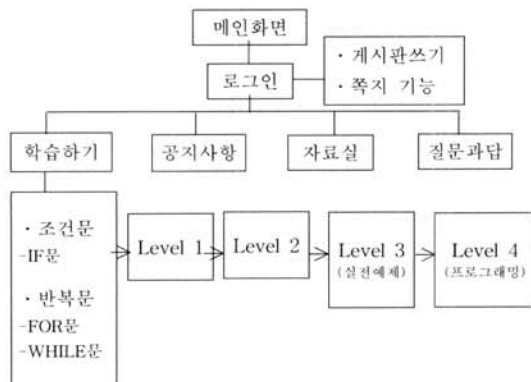 메인화면
로그인
· 게시판쓰기
· 쪽지 기능
학습하기
공지사항
자료실
질문과답
· 조건문
-IF문
· 반복문
-FOR문
-WHILE문
Level 1
Level 2
Level 3
(실전예제)
Level 4
(프로그래밍)